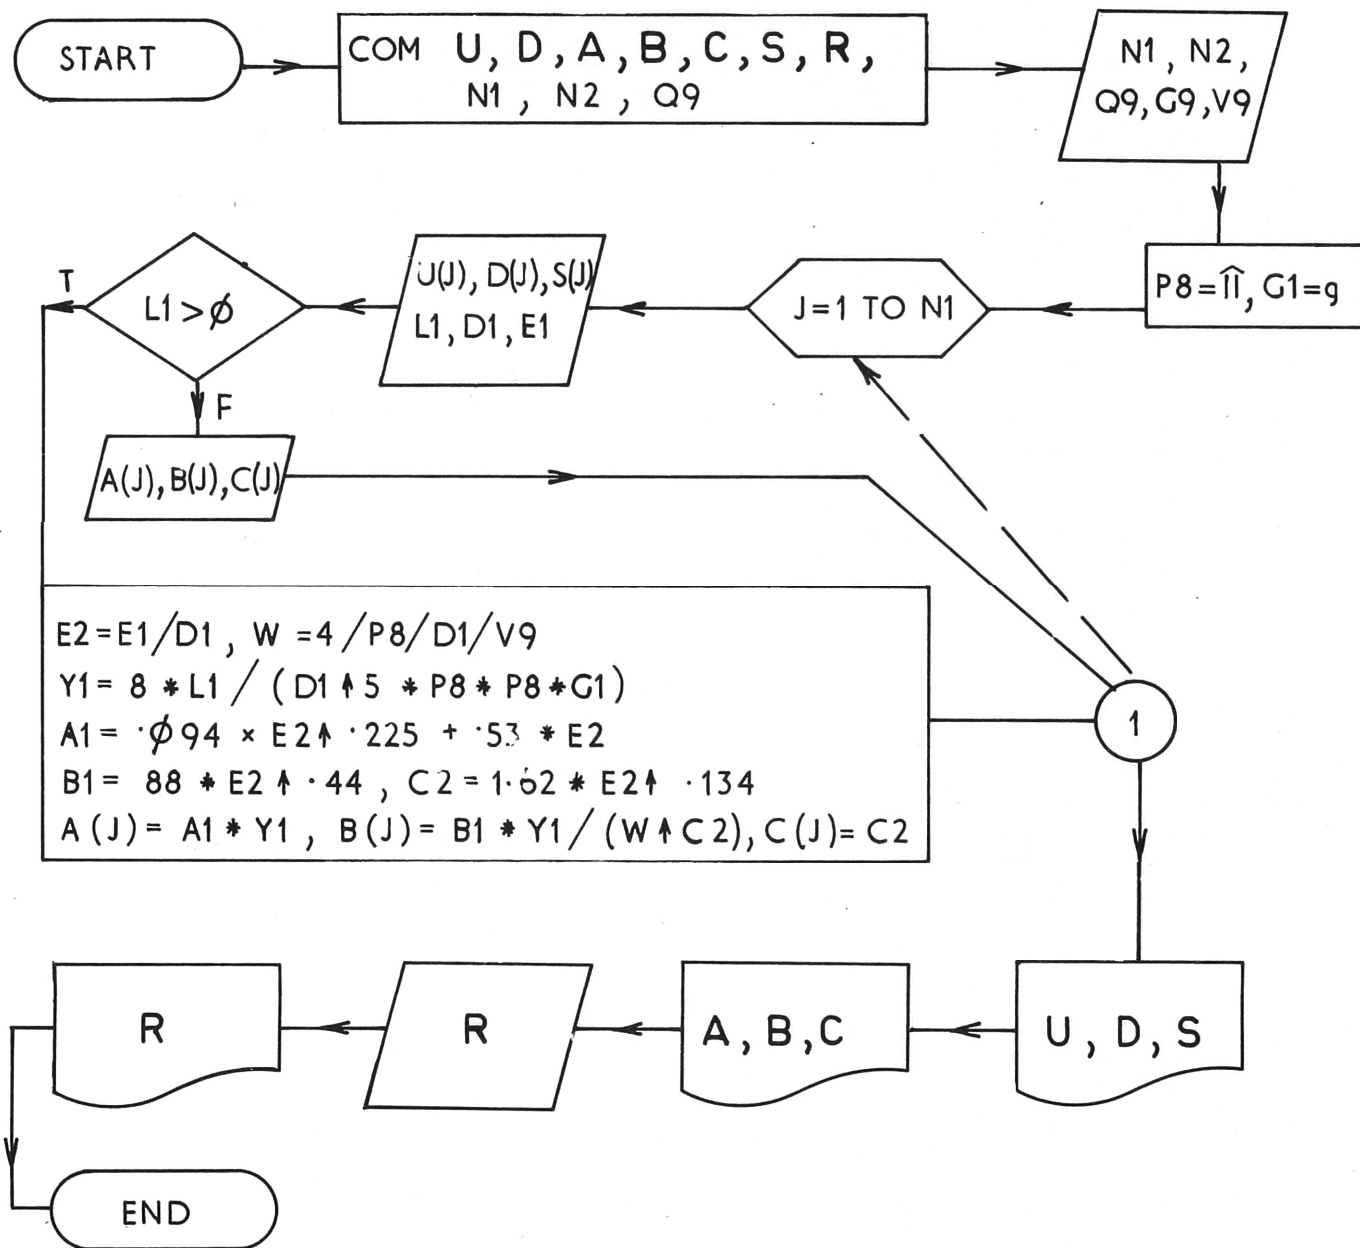 START
COM U, D, A, B, C, S, R,
N1 , N2 , Q9
N1 , N2,
Q9, G9, V9
P8=π, G1=g
J=1 TO N1
U(J), D(J), S(J)
L1, D1, E1
L1 > ∅
T
F
A(J), B(J), C(J)
E2 = E1/D1 , W = 4/P8/D1/V9
Y1 = 8 * L1 / (D1 ↑ 5 * P8 * P8 * G1)
A1 = ·∅94 × E2 ↑ ·225 + ·53 * E2
B1 = 88 * E2 ↑ ·44 , C2 = 1·62 * E2 ↑ ·134
A (J) = A1 * Y1 , B (J) = B1 * Y1 / (W ↑ C2), C (J) = C2
1
U, D, S
A, B, C
R
R
END